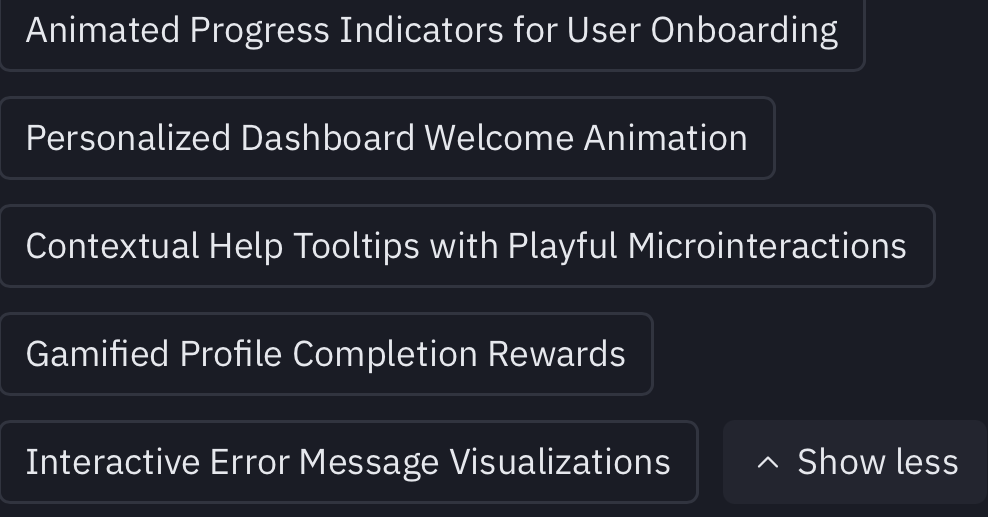 Animated Progress Indicators for User Onboarding
Personalized Dashboard Welcome Animation
Contextual Help Tooltips with Playful Microinteractions
Gamified Profile Completion Rewards
Interactive Error Message Visualizations
Show less